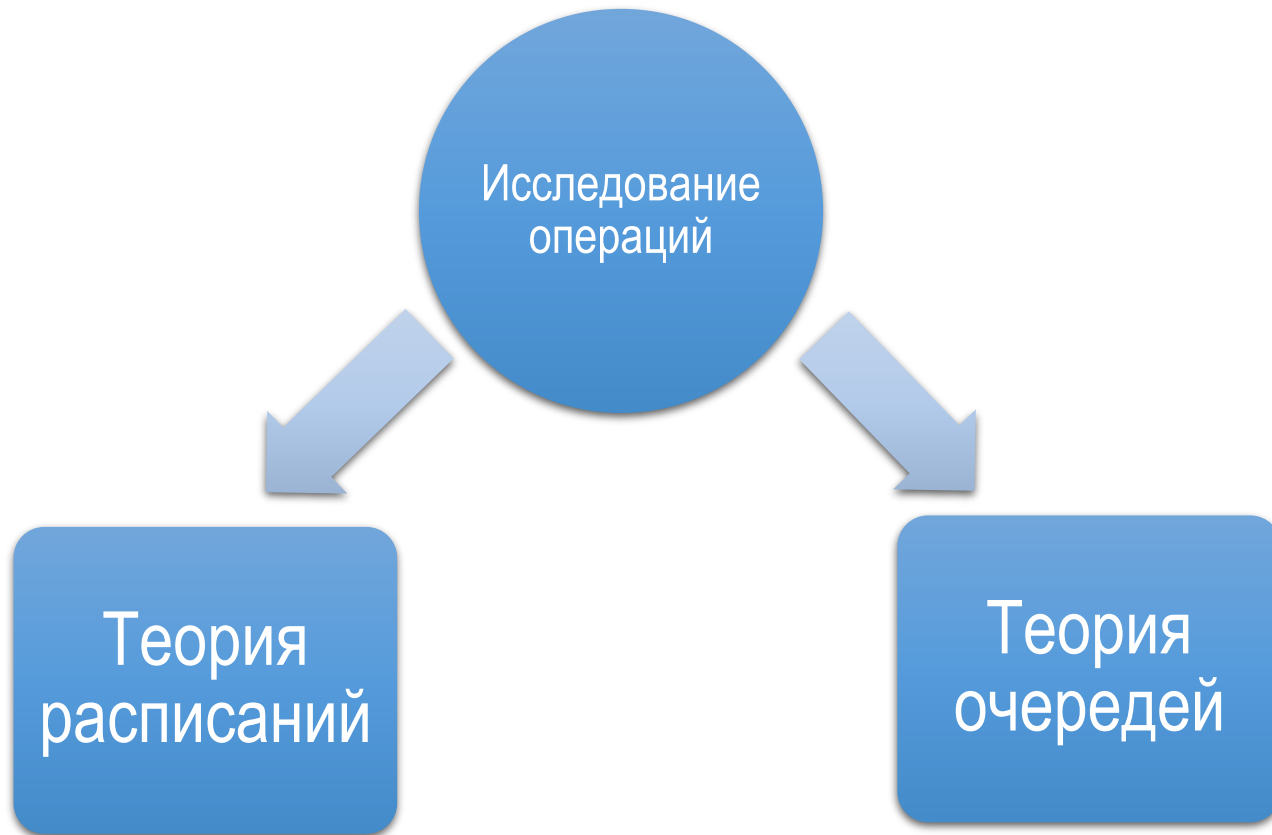 Исследование
операций
Теория
расписаний
Теория
очередей